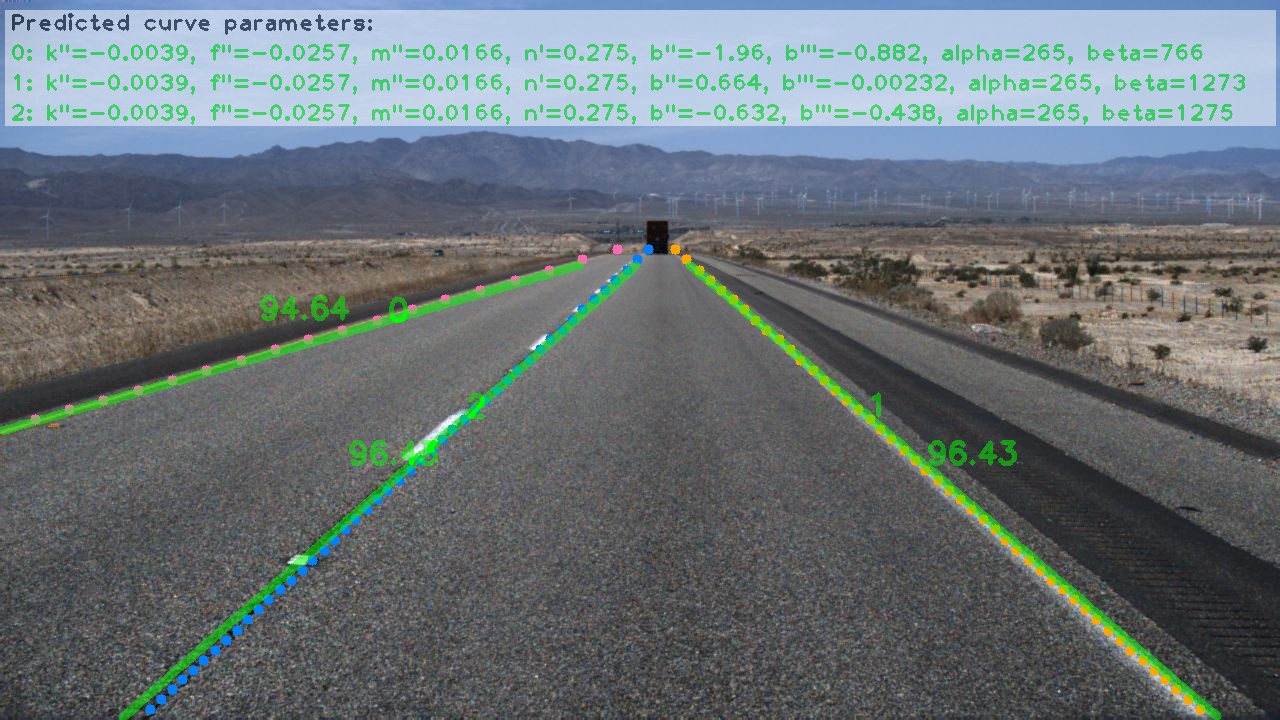 Predicted curve parameters:
0: k''=-0.0039, f''=-0.0257, m''=0.0166, n'=0.275, b''=-1.96, b'''=-0.882, alpha=265, beta=766
1: k''=-0.0039, f''=-0.0257, m''=0.0166, n'=0.275, b''=0.664, b'''=-0.00232, alpha=265, beta=1273
2: k''=-0.0039, f''=-0.0257, m''=0.0166, n'=0.275, b''=-0.632, b'''=-0.438, alpha=265, beta=1275
94.64 0
2 1
96.43 96.43